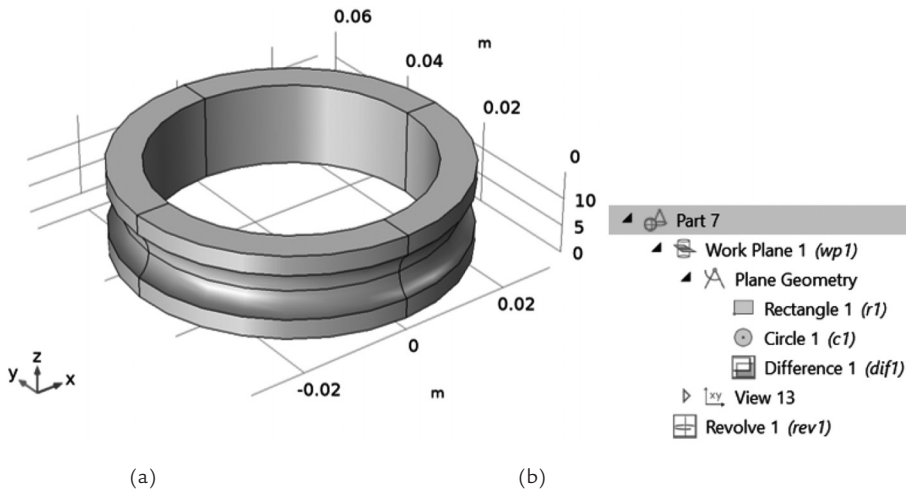 0.06
m
0.04
0.02
0
10
5
0
0.02
0
m
-0.02
z
y
x
Part 7
Work Plane 1 (wp1)
Plane Geometry
Rectangle 1 (r1)
Circle 1 (c1)
Difference 1 (dif1)
xy
View 13
Revolve 1 (rev1)
(a)
(b)